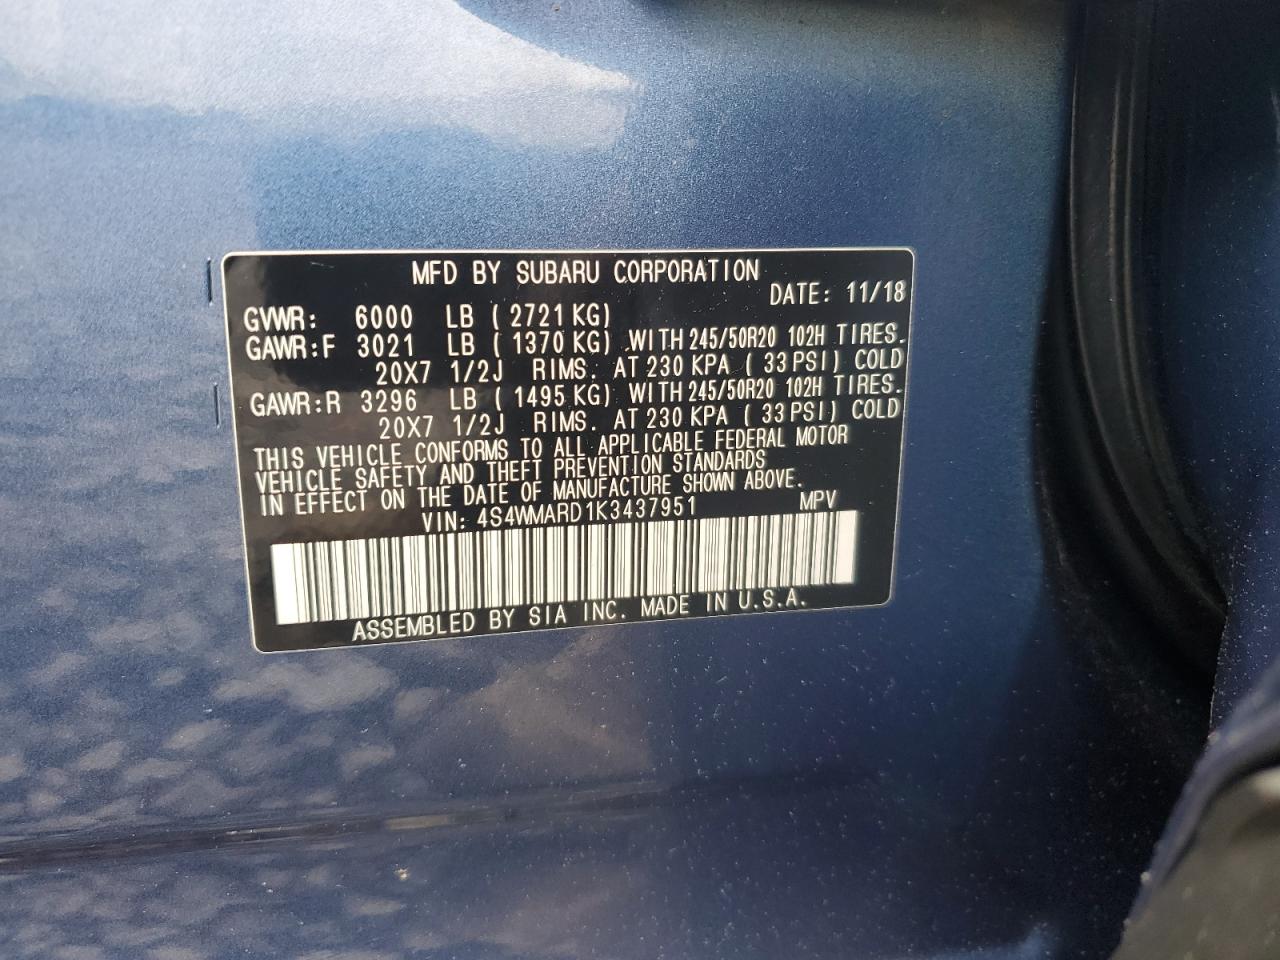 MFD BY SUBARU CORPORATION
DATE: 11/18
GVWR: 6000 LB ( 2721 KG)
GAWR:F 3021 LB ( 1370 KG) WITH 245/50R20 102H TIRES.
20X7 1/2J RIMS. AT 230 KPA ( 33 PSI) COLD
GAWR:R 3296 LB ( 1495 KG) WITH 245/50R20 102H TIRES.
20X7 1/2J RIMS. AT 230 KPA ( 33 PSI) COLD
THIS VEHICLE CONFORMS TO ALL APPLICABLE FEDERAL MOTOR
VEHICLE SAFETY AND THEFT PREVENTION STANDARDS
IN EFFECT ON THE DATE OF MANUFACTURE SHOWN ABOVE.
VIN: 4S4WMARD1K3437951 MPV
ASSEMBLED BY SIA INC. MADE IN U.S.A.